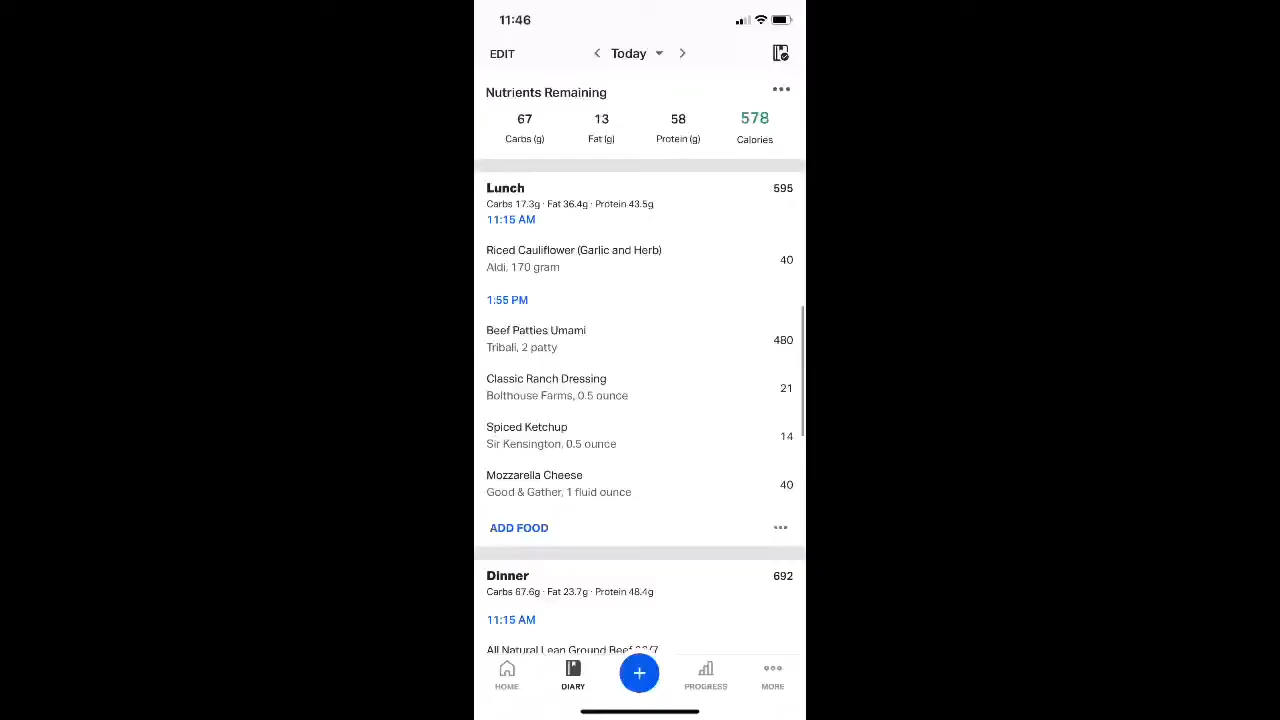 11:46
EDIT
Today
Nutrients Remaining
67 13 58 578
Carbs (g) Fat (g) Protein (g) Calories
Lunch 595
Carbs 17.3g · Fat 36.4g · Protein 43.5g
11:15 AM
Riced Cauliflower (Garlic and Herb) 40
Aldi, 170 gram
1:55 PM
Beef Patties Umami 480
Tribali, 2 patty
Classic Ranch Dressing 21
Bolthouse Farms, 0.5 ounce
Spiced Ketchup 14
Sir Kensington, 0.5 ounce
Mozzarella Cheese 40
Good & Gather, 1 fluid ounce
ADD FOOD
Dinner 692
Carbs 67.6g · Fat 23.7g · Protein 48.4g
11:15 AM
All Natural Lean Ground Beef
HOME DIARY + PROGRESS MORE